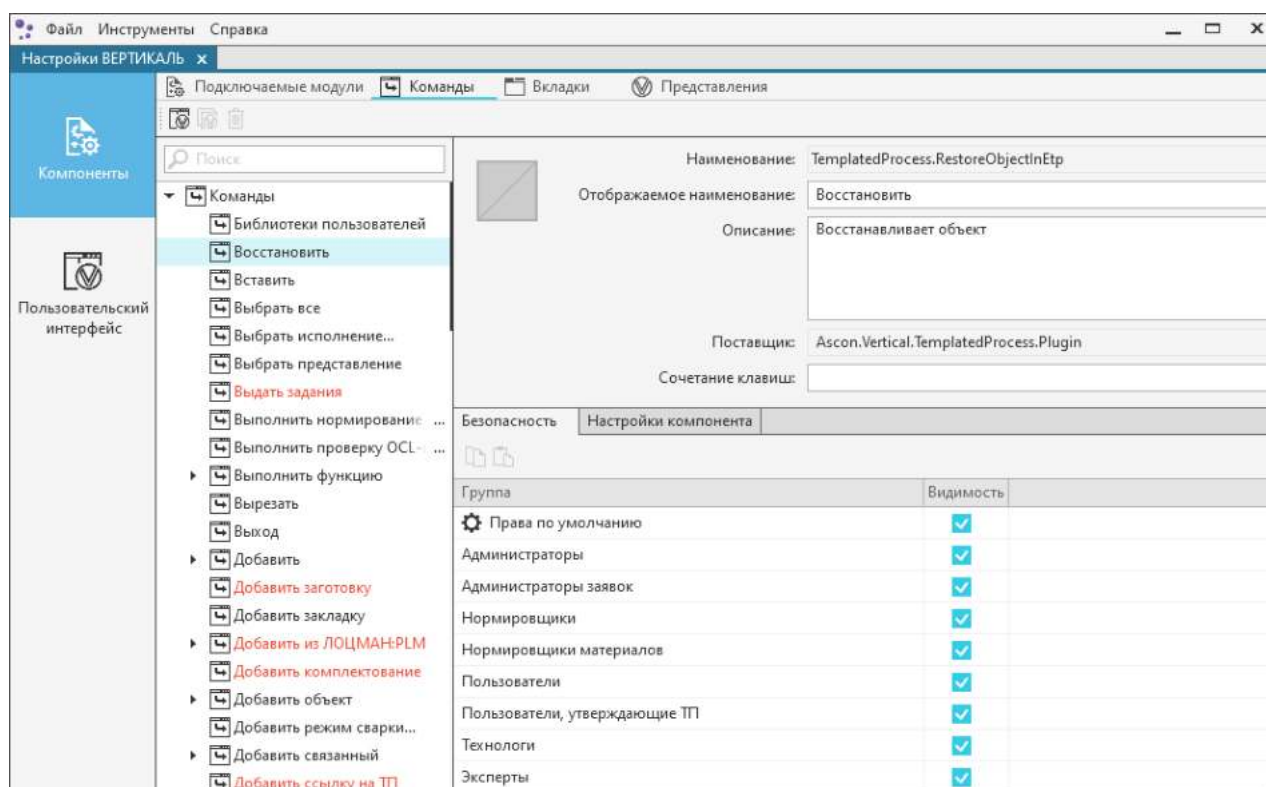 Файл Инструменты Справка
Настройки ВЕРТИКАЛЬ x
Подключаемые модули Команды Вкладки Представления
Компоненты
Пользовательский
интерфейс
Поиск
Команды
Библиотеки пользователей
Восстановить
Вставить
Выбрать все
Выбрать исполнение...
Выбрать представление
Выдать задания
Выполнить нормирование ...
Выполнить проверку OCL- ...
Выполнить функцию
Вырезать
Выход
Добавить
Добавить заготовку
Добавить закладку
Добавить из ЛОЦМАН:PLM
Добавить комплектование
Добавить объект
Добавить режим сварки...
Добавить связанный
Добавить ссылку на ТП
Наименование: TemplatedProcess.RestoreObjectInEtp
Отображаемое наименование: Восстановить
Описание: Восстанавливает объект
Поставщик: Ascon.Vertical.TemplatedProcess.Plugin
Сочетание клавиш:
Безопасность Настройки компонента
Группа Видимость
Права по умолчанию
Администраторы
Администраторы заявок
Нормировщики
Нормировщики материалов
Пользователи
Пользователи, утверждающие ТП
Технологи
Эксперты